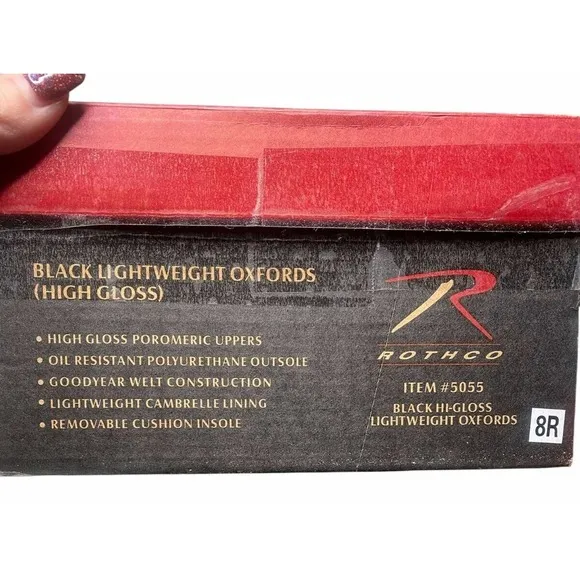 BLACK LIGHTWEIGHT OXFORDS
(HIGH GLOSS)
• HIGH GLOSS POROMERIC UPPERS
• OIL RESISTANT POLYURETHANE OUTSOLE
• GOODYEAR WELT CONSTRUCTION
• LIGHTWEIGHT CAMBRELLE LINING
• REMOVABLE CUSHION INSOLE
R
ROTHCO
ITEM #5055
BLACK HI-GLOSS
LIGHTWEIGHT OXFORDS
8R